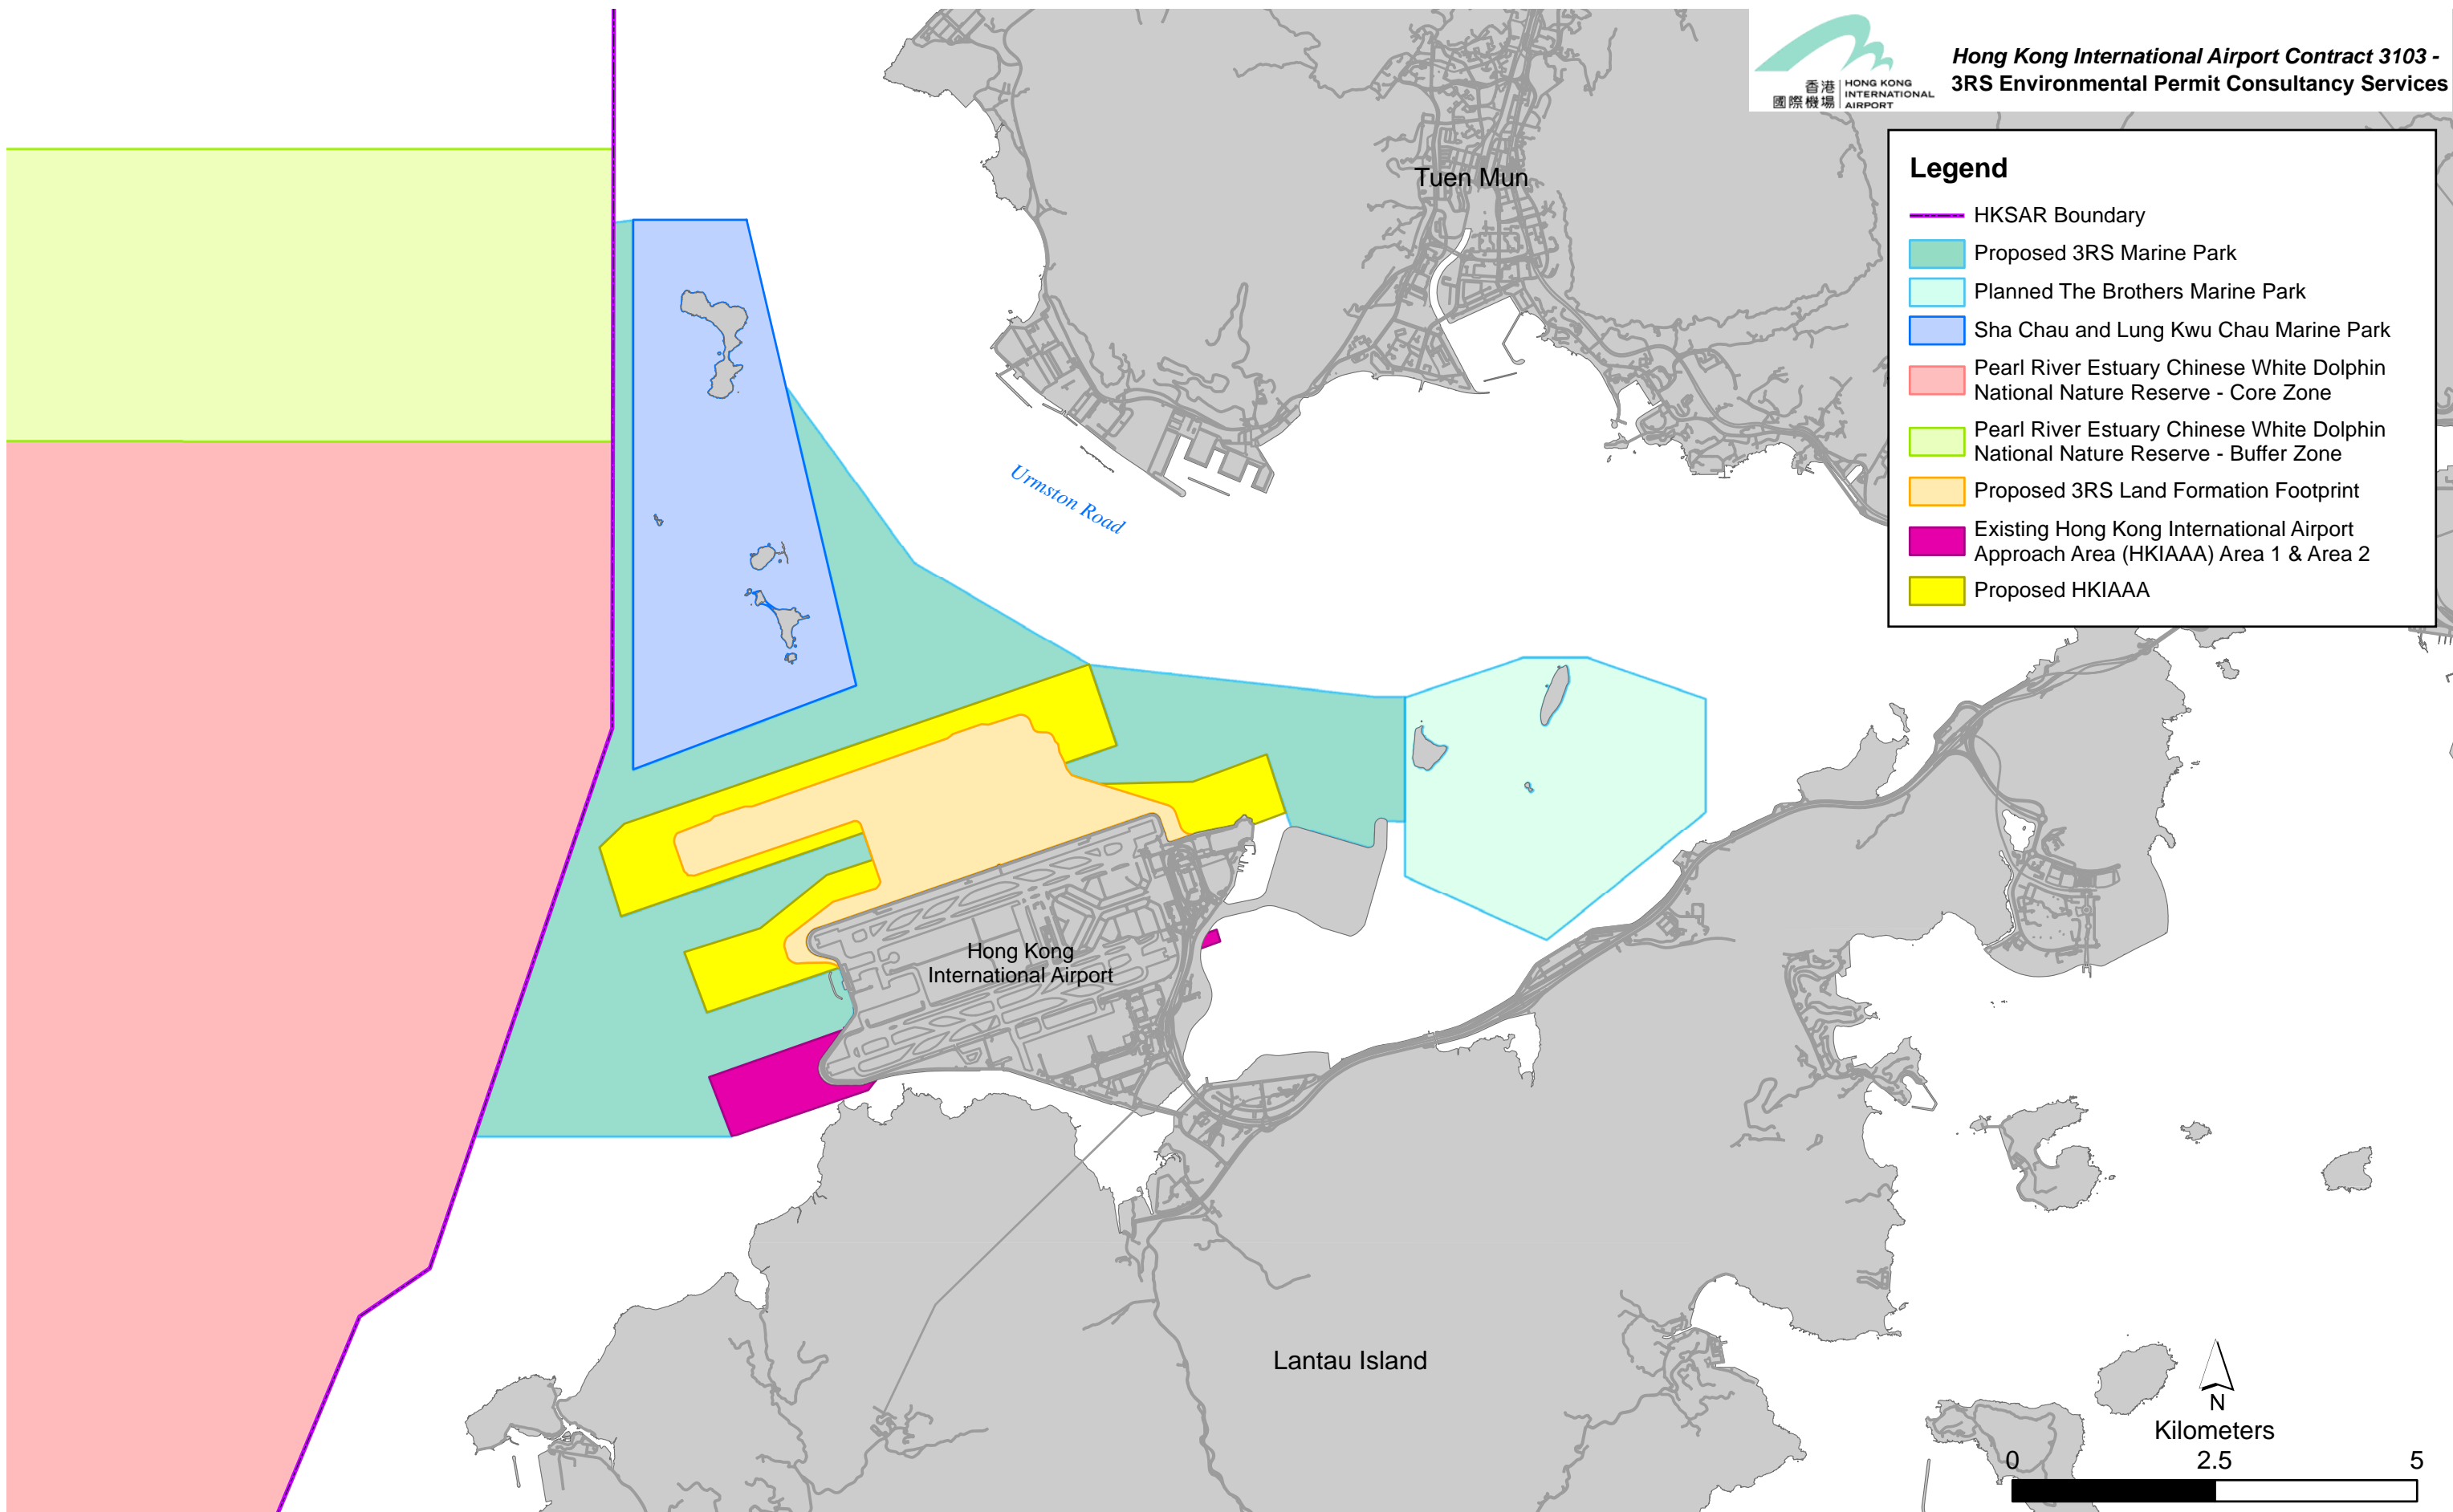 香港
國際機場
HONG KONG
INTERNATIONAL
AIRPORT
Hong Kong International Airport Contract 3103 -
3RS Environmental Permit Consultancy Services
Legend
HKSAR Boundary
Proposed 3RS Marine Park
Planned The Brothers Marine Park
Sha Chau and Lung Kwu Chau Marine Park
Pearl River Estuary Chinese White Dolphin
National Nature Reserve - Core Zone
Pearl River Estuary Chinese White Dolphin
National Nature Reserve - Buffer Zone
Proposed 3RS Land Formation Footprint
Existing Hong Kong International Airport
Approach Area (HKIAAA) Area 1 & Area 2
Proposed HKIAAA
Tuen Mun
Urmston Road
Hong Kong
International Airport
Lantau Island
N
Kilometers
0 2.5 5